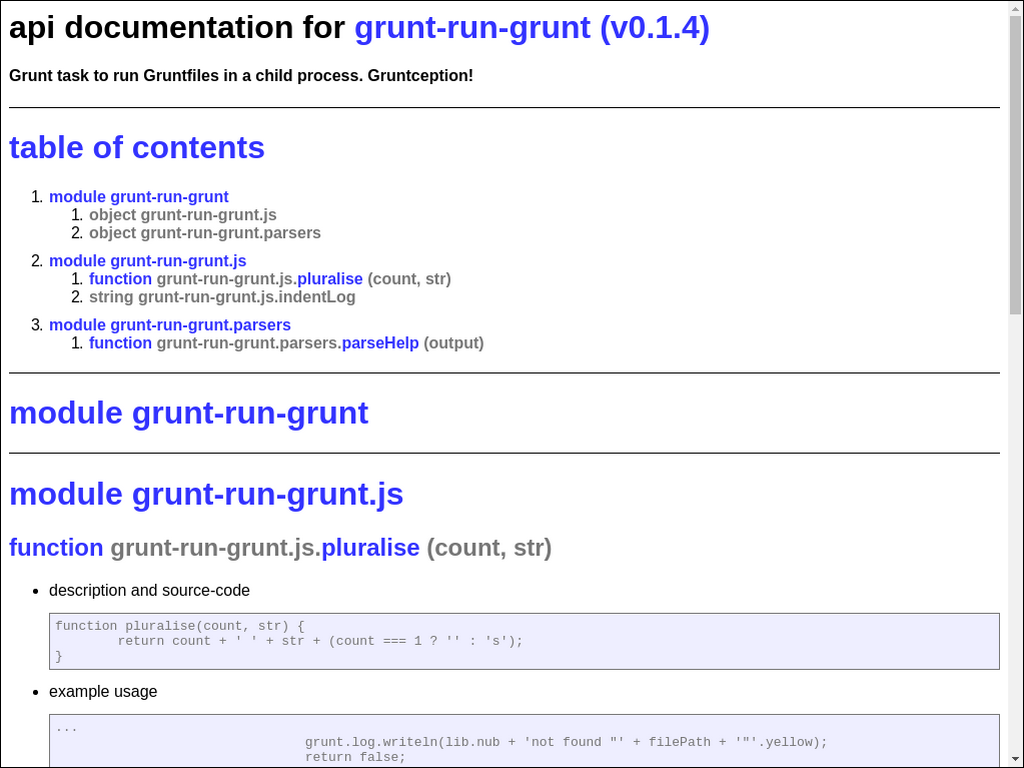 api documentation for grunt-run-grunt (v0.1.4)
Grunt task to run Gruntfiles in a child process. Gruntception!
table of contents
1. module grunt-run-grunt
1. object grunt-run-grunt.js
2. object grunt-run-grunt.parsers
2. module grunt-run-grunt.js
1. function grunt-run-grunt.js.pluralise (count, str)
2. string grunt-run-grunt.js.indentLog
3. module grunt-run-grunt.parsers
1. function grunt-run-grunt.parsers.parseHelp (output)
module grunt-run-grunt
module grunt-run-grunt.js
function grunt-run-grunt.js.pluralise (count, str)
• description and source-code
function pluralise(count, str) {
return count + ' ' + str + (count === 1 ? '' : 's');
}
• example usage
...
grunt.log.writeln(lib.nub + 'not found "' + filePath + '"'.yellow);
return false;